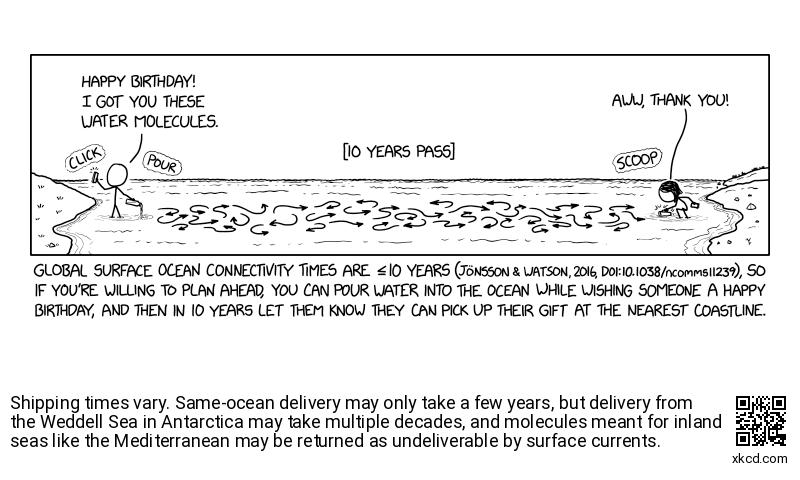 HAPPY BIRTHDAY!
I GOT YOU THESE
WATER MOLECULES.
CLICK
POUR
[10 YEARS PASS]
AWW, THANK YOU!
SCOOP
GLOBAL SURFACE OCEAN CONNECTIVITY TIMES ARE ≤10 YEARS (JÖNSSON & WATSON, 2016, DOI:10.1038/ncomms11239), SO
IF YOU'RE WILLING TO PLAN AHEAD, YOU CAN POUR WATER INTO THE OCEAN WHILE WISHING SOMEONE A HAPPY
BIRTHDAY, AND THEN IN 10 YEARS LET THEM KNOW THEY CAN PICK UP THEIR GIFT AT THE NEAREST COASTLINE.
Shipping times vary. Same-ocean delivery may only take a few years, but delivery from
the Weddell Sea in Antarctica may take multiple decades, and molecules meant for inland
seas like the Mediterranean may be returned as undeliverable by surface currents.
xkcd.com